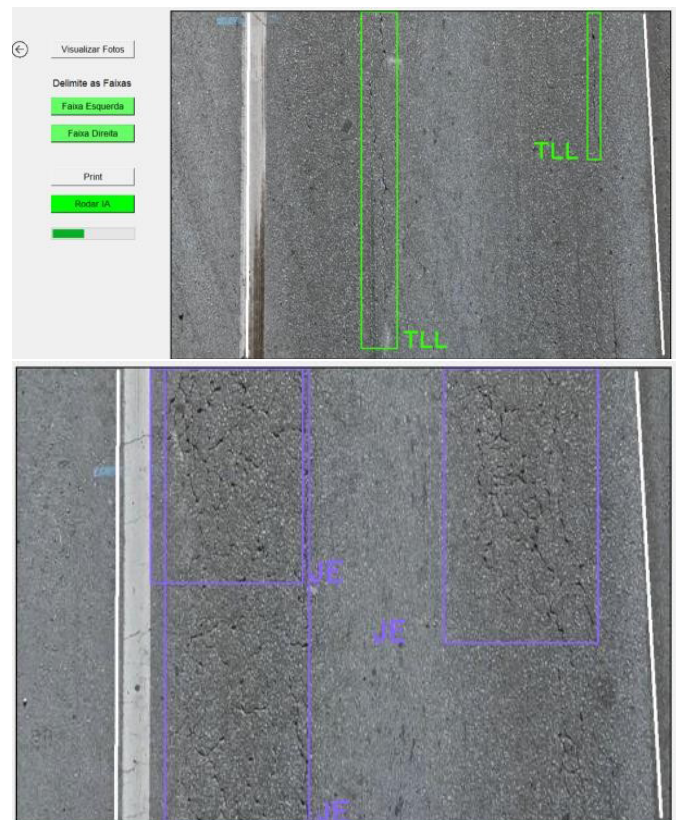 Visualizar Fotos
Delimite as Faixas
Faixa Esquerda
Faixa Direita
Print
Rodar IA
TLL
TLL
JE
JE
JE